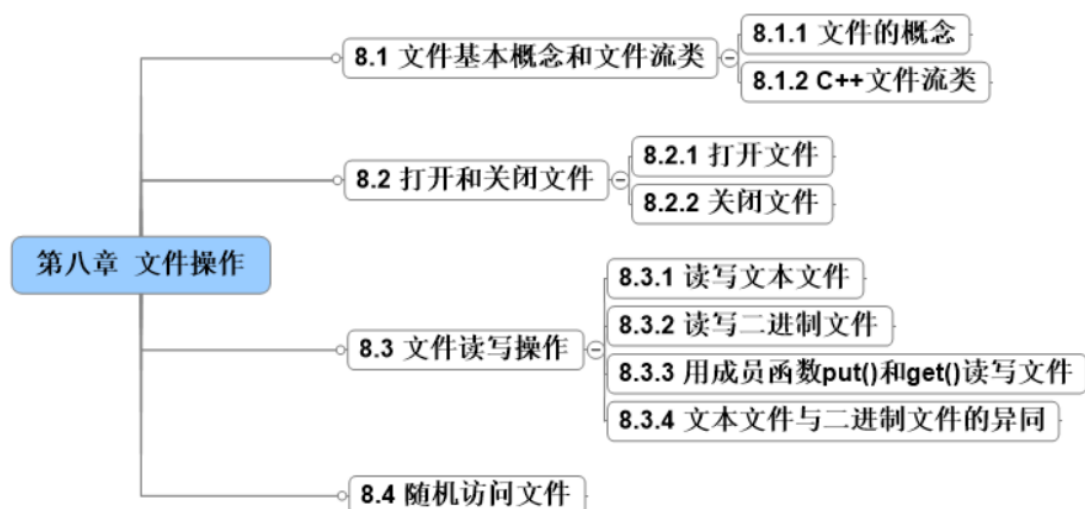 8.1 文件基本概念和文件流类
8.1.1 文件的概念
8.1.2 C++文件流类
8.2 打开和关闭文件
8.2.1 打开文件
8.2.2 关闭文件
第八章 文件操作
8.3 文件读写操作
8.3.1 读写文本文件
8.3.2 读写二进制文件
8.3.3 用成员函数put()和get()读写文件
8.3.4 文本文件与二进制文件的异同
8.4 随机访问文件